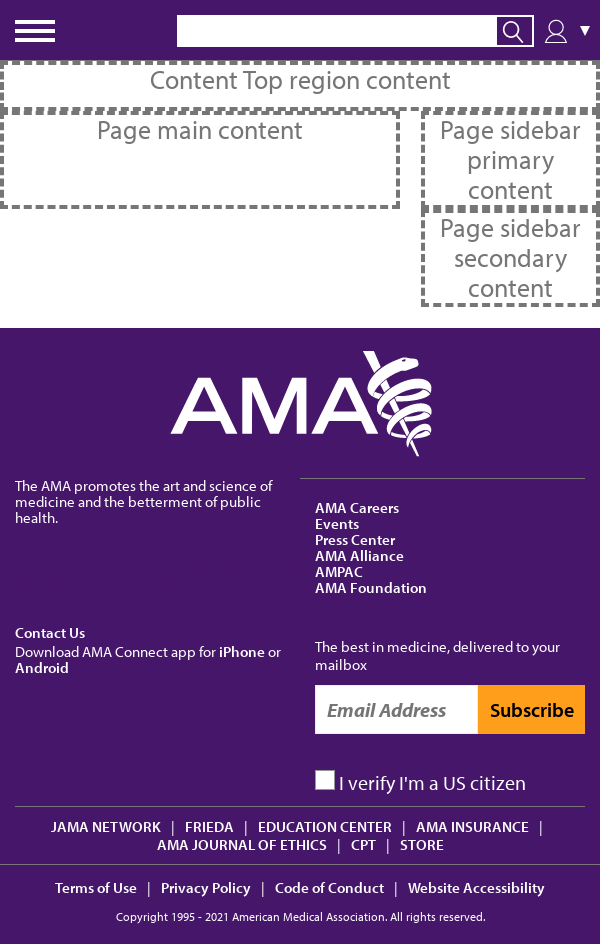 ▼
Content Top region content
Page main content
Page sidebar
primary
content
Page sidebar
secondary
content
AMA
The AMA promotes the art and science of
medicine and the betterment of public
health.
AMA Careers
Events
Press Center
AMA Alliance
AMPAC
AMA Foundation
Contact Us
Download AMA Connect app for iPhone or
Android
The best in medicine, delivered to your
mailbox
Email Address
Subscribe
I verify I'm a US citizen
JAMA NETWORK | FRIEDA | EDUCATION CENTER | AMA INSURANCE |
AMA JOURNAL OF ETHICS | CPT | STORE
Terms of Use | Privacy Policy | Code of Conduct | Website Accessibility
Copyright 1995 - 2021 American Medical Association. All rights reserved.